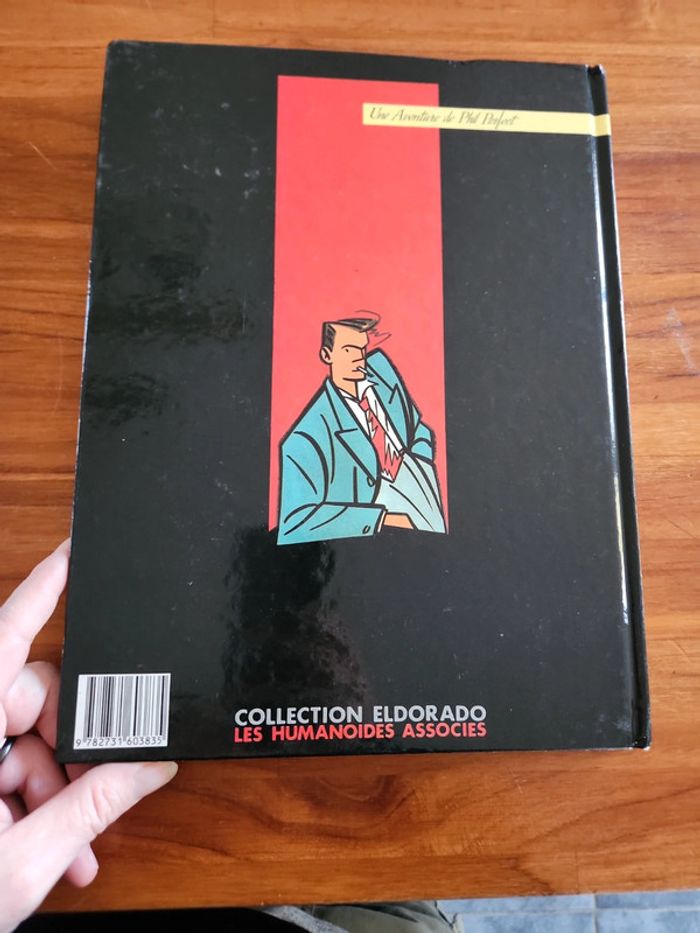 Une Aventure de Phil Perfect
COLLECTION ELDORADO
LES HUMANOIDES ASSOCIES
9 782731 603835